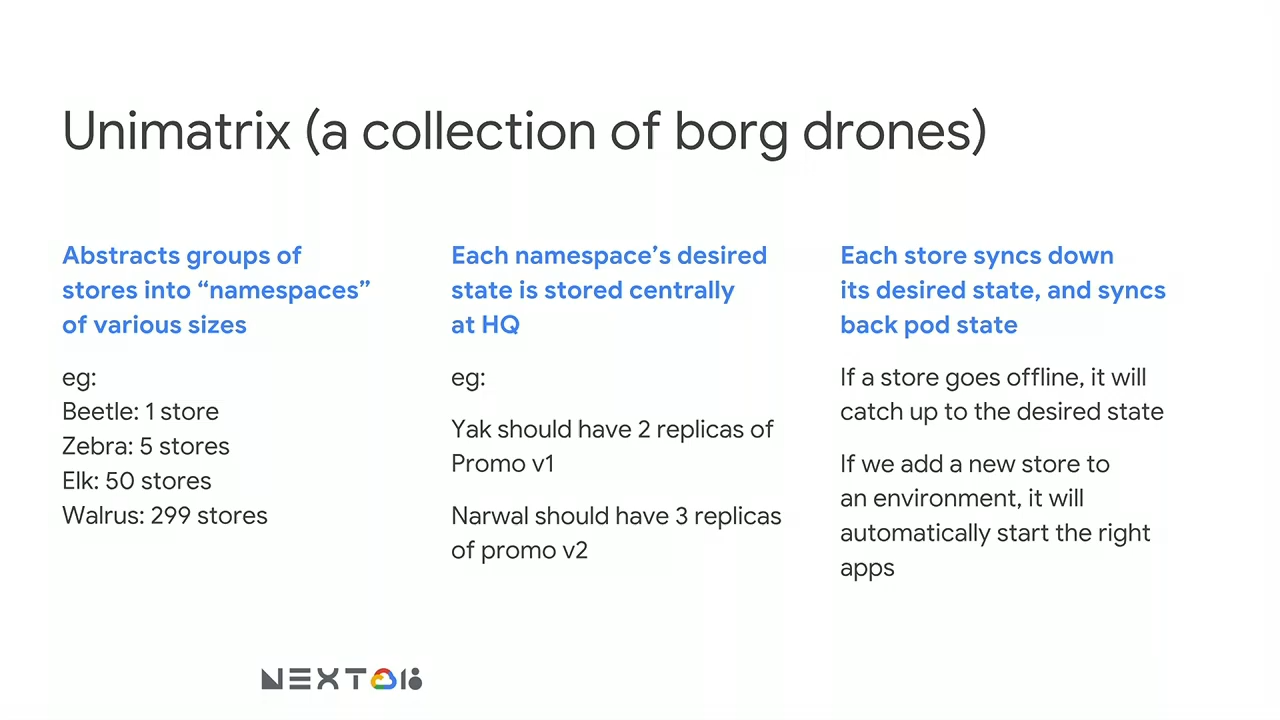 Unimatrix (a collection of borg drones)
Abstracts groups of
stores into “namespaces”
of various sizes
eg:
Beetle: 1 store
Zebra: 5 stores
Elk: 50 stores
Walrus: 299 stores
Each namespace’s desired
state is stored centrally
at HQ
eg:
Yak should have 2 replicas of
Promo v1
Narwal should have 3 replicas
of promo v2
Each store syncs down
its desired state, and syncs
back pod state
If a store goes offline, it will
catch up to the desired state
If we add a new store to
an environment, it will
automatically start the right
apps
NEXT 18